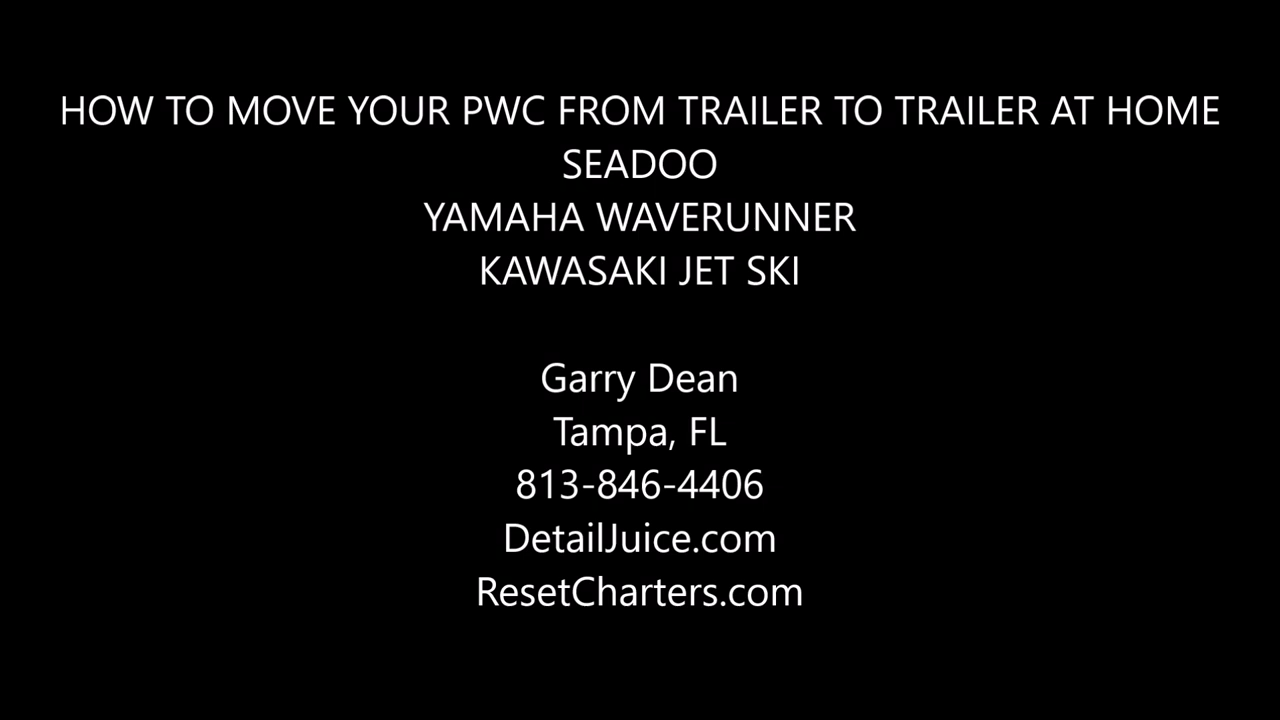 HOW TO MOVE YOUR PWC FROM TRAILER TO TRAILER AT HOME
SEADOO
YAMAHA WAVERUNNER
KAWASAKI JET SKI
Garry Dean
Tampa, FL
813-846-4406
DetailJuice.com
ResetCharters.com